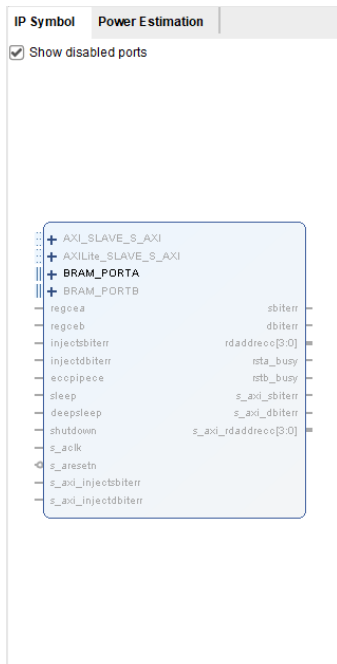 IP Symbol Power Estimation
Show disabled ports
AXI_SLAVE_S_AXI
AXILite_SLAVE_S_AXI
BRAM_PORTA
BRAM_PORTB
regcea sbiterr
regceb dbiterr
injectsbiterr rdaddrecc[3:0]
injectdbiterr rsta_busy
eccpipece rstb_busy
sleep s_axi_sbiterr
deepsleep s_axi_dbiterr
shutdown s_axi_rdaddrecc[3:0]
s_aclk
s_aresetn
s_axi_injectsbiterr
s_axi_injectdbiterr